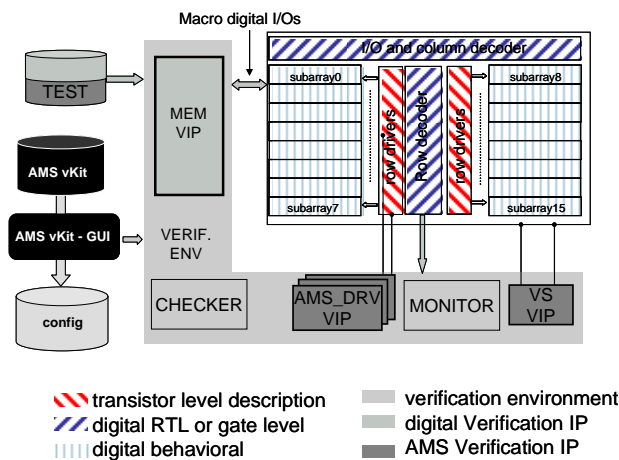 Macro digital I/Os
I/O and column decoder
TEST
MEM
VIP
subarray0
subarray8
row drivers
Row decoder
row drivers
AMS vKit
AMS vKit - GUI
VERIF.
ENV
subarray7
subarray15
config
CHECKER
AMS_DRV
VIP
MONITOR
VS
VIP
transistor level description
digital RTL or gate level
digital behavioral
verification environment
digital Verification IP
AMS Verification IP